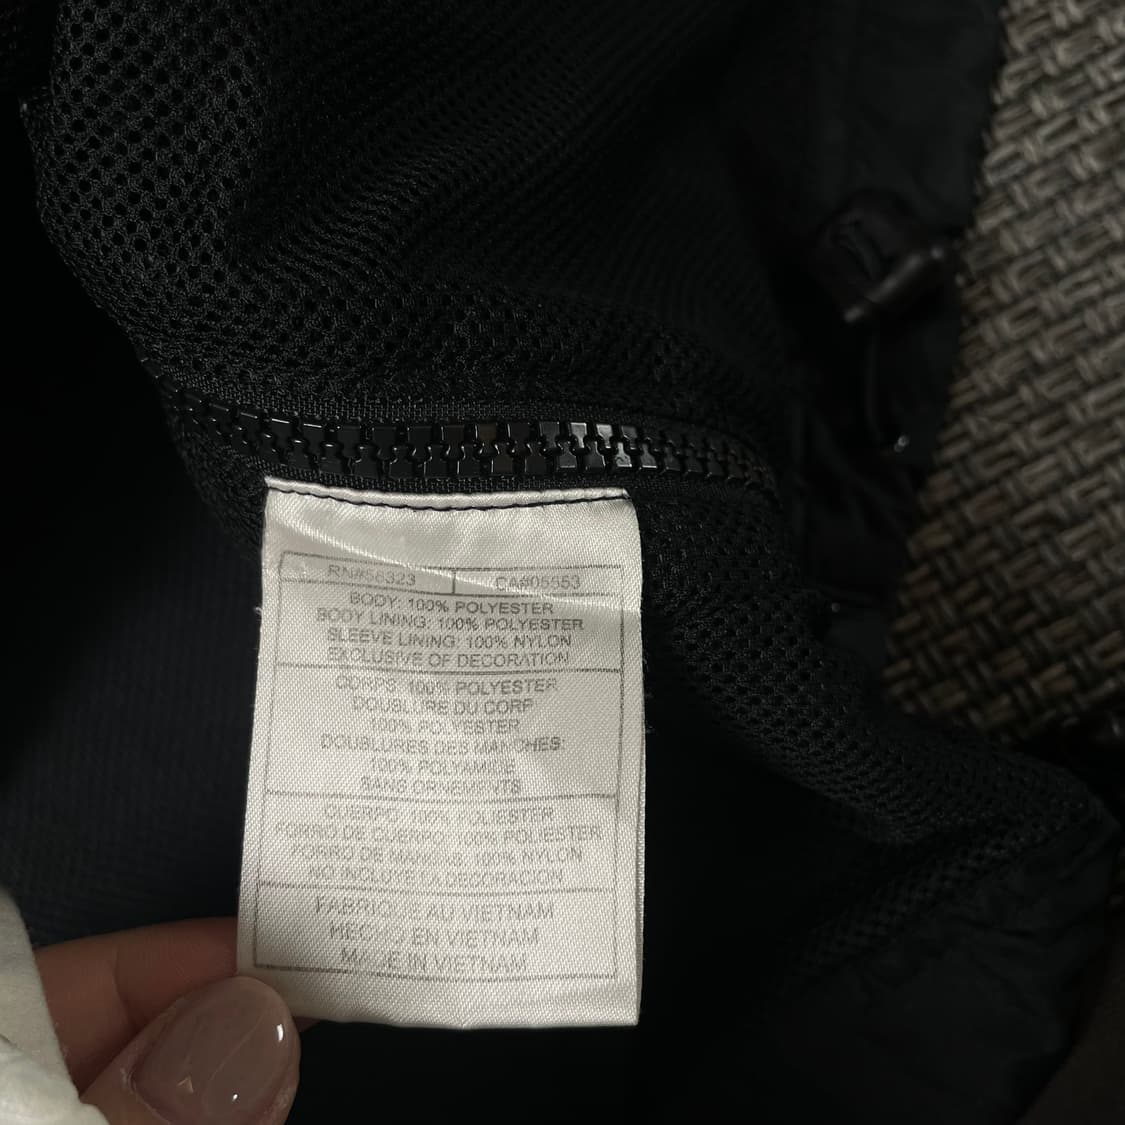 RN#56323 CA#05553
BODY: 100% POLYESTER
BODY LINING: 100% POLYESTER
SLEEVE LINING: 100% NYLON
EXCLUSIVE OF DECORATION
CORPS: 100% POLYESTER
DOUBLURE DU CORP
100% POLYESTER
DOUBLURES DES MANCHES:
100% POLYAMIDE
SANS ORNEMENTS
CUERPO: 100% POLIESTER
FORRO DE CUERPO: 100% POLIESTER
FORRO DE MANGAS: 100% NYLON
NO INCLUYE LA DECORACION
FABRIQUE AU VIETNAM
HECHO EN VIETNAM
MADE IN VIETNAM